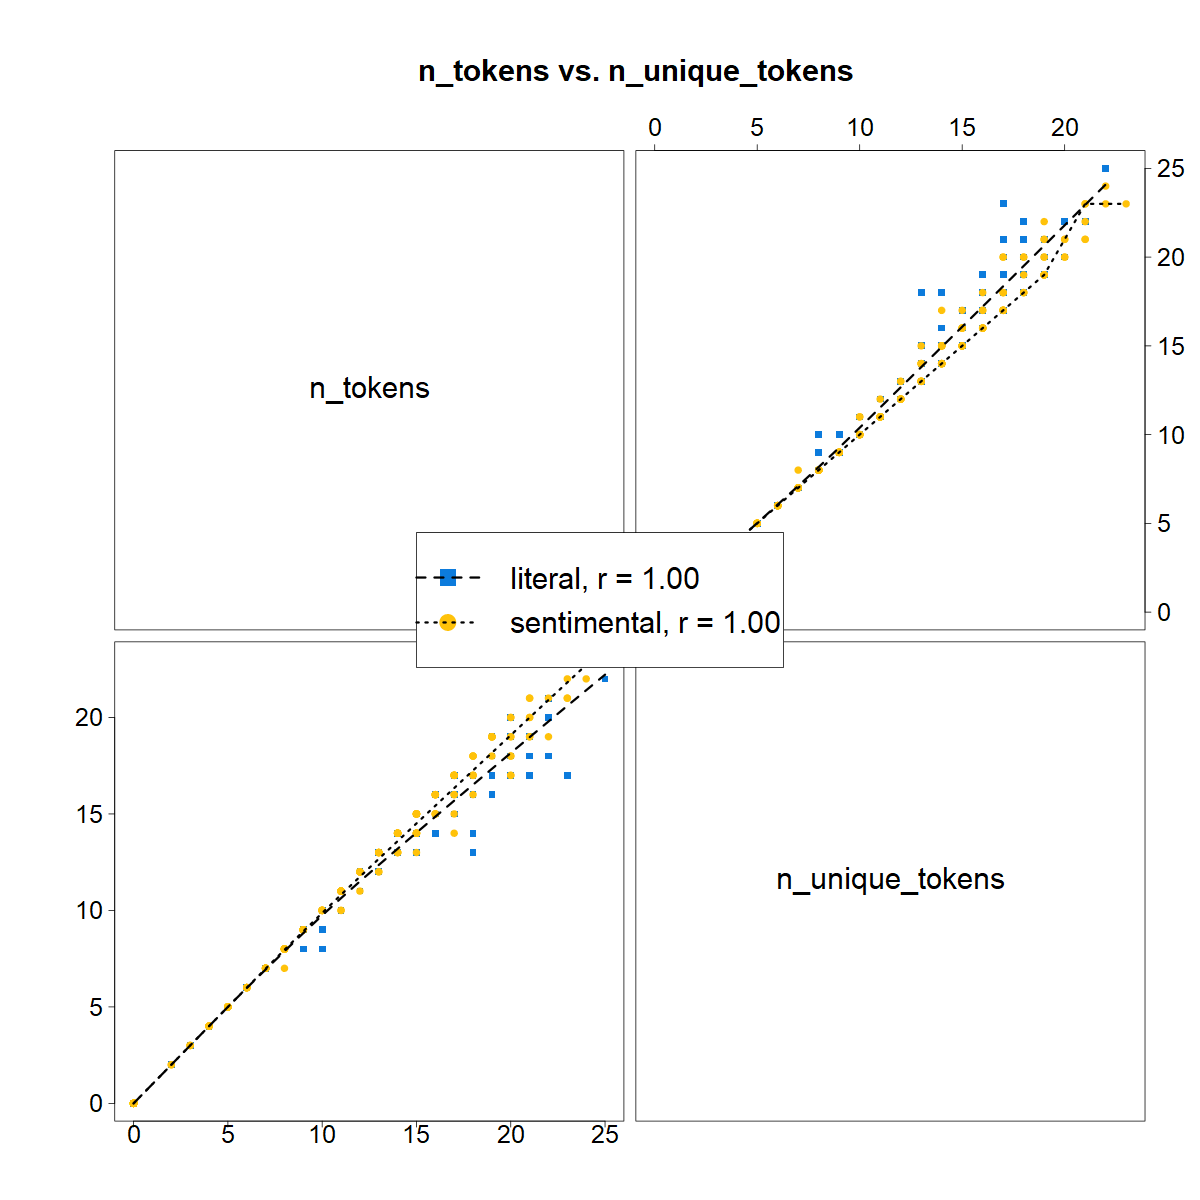 n_tokens vs. n_unique_tokens
0 5 10 15 20
25
20
15
10
5
0
n_tokens
literal, r = 1.00
sentimental, r = 1.00
20
15
10
5
0
n_unique_tokens
0 5 10 15 20 25